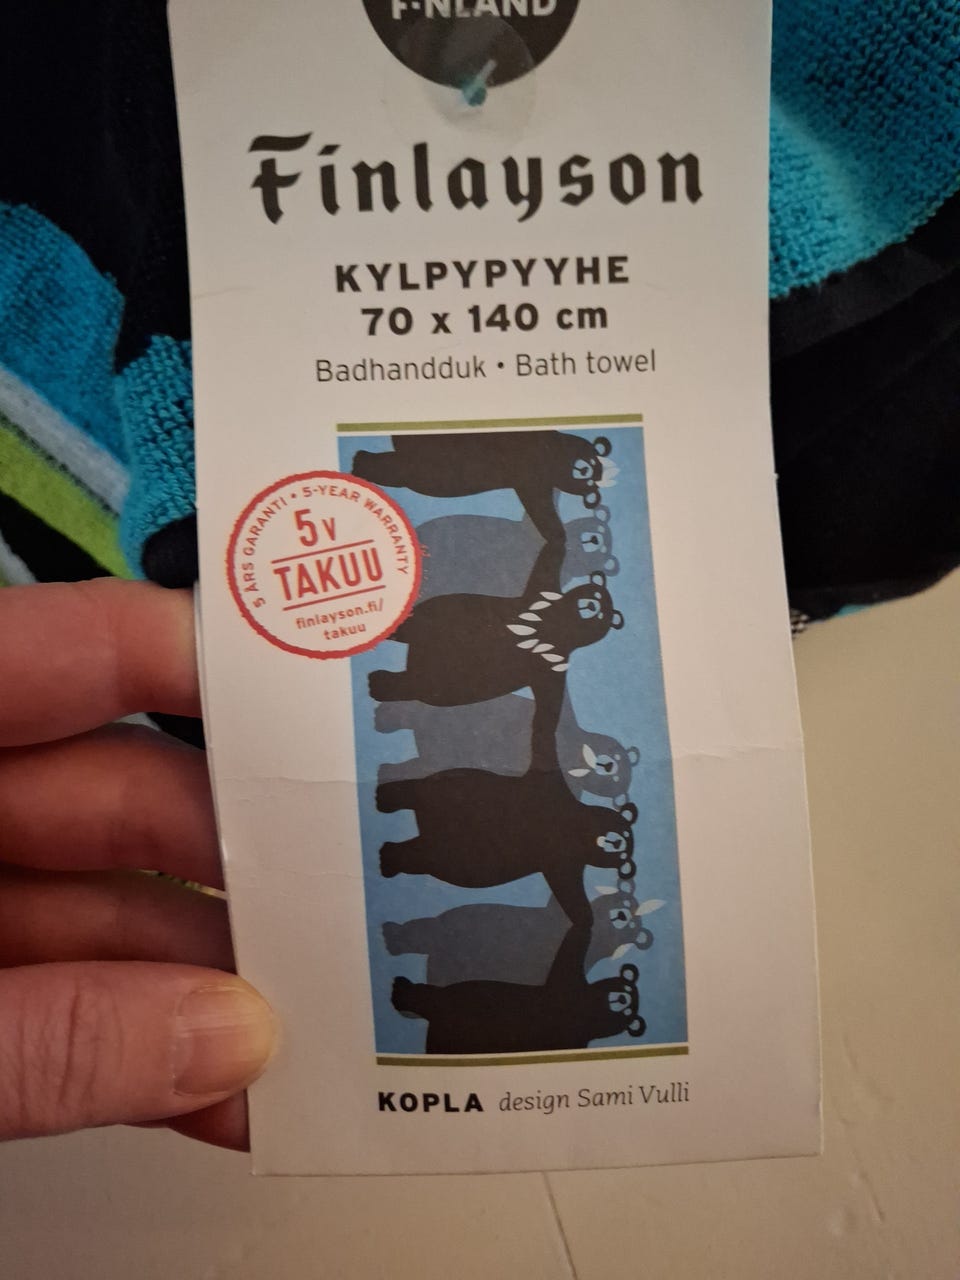 FINLAND
Finlayson
KYLPYPYYHE
70 x 140 cm
Badhandduk • Bath towel
5 ÅRS GARANTI • 5-YEAR WARRANTY
5V
TAKUU
finlayson.fi/
takuu
KOPLA design Sami Vulli